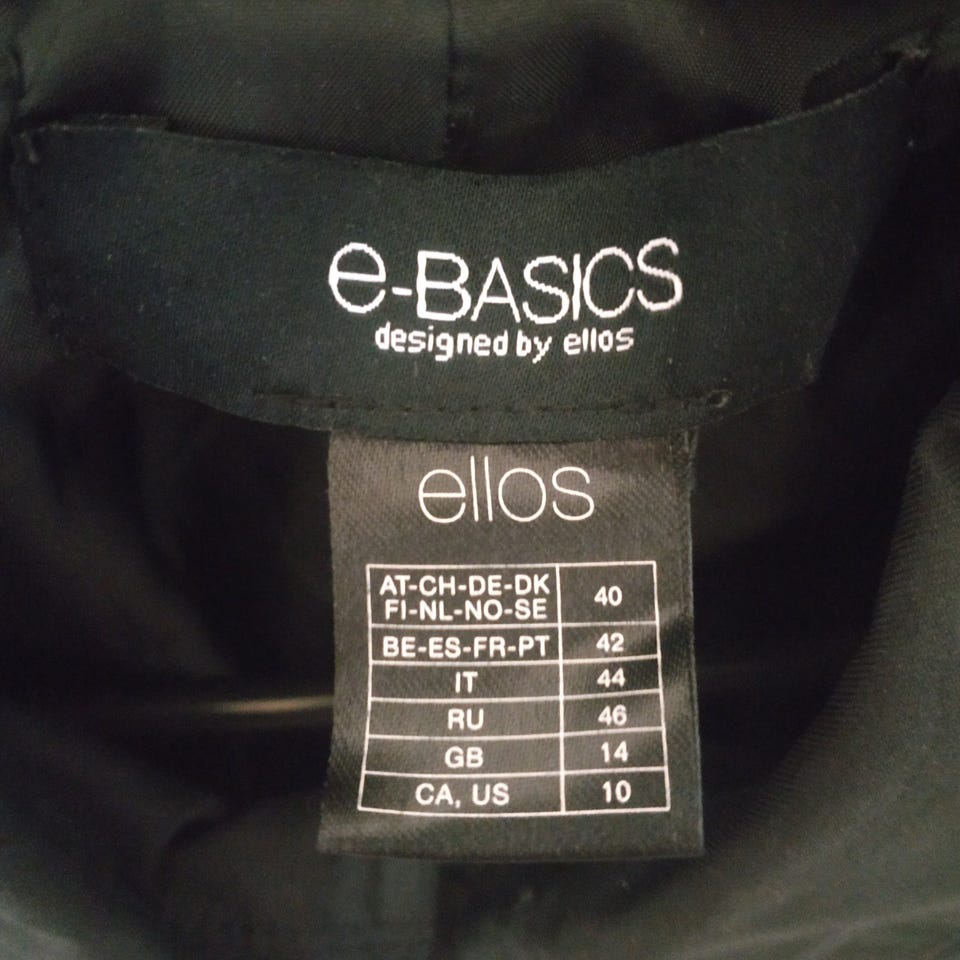 e-BASICS
designed by ellos
ellos
AT-CH-DE-DK
FI-NL-NO-SE 40
BE-ES-FR-PT 42
IT 44
RU 46
GB 14
CA, US 10